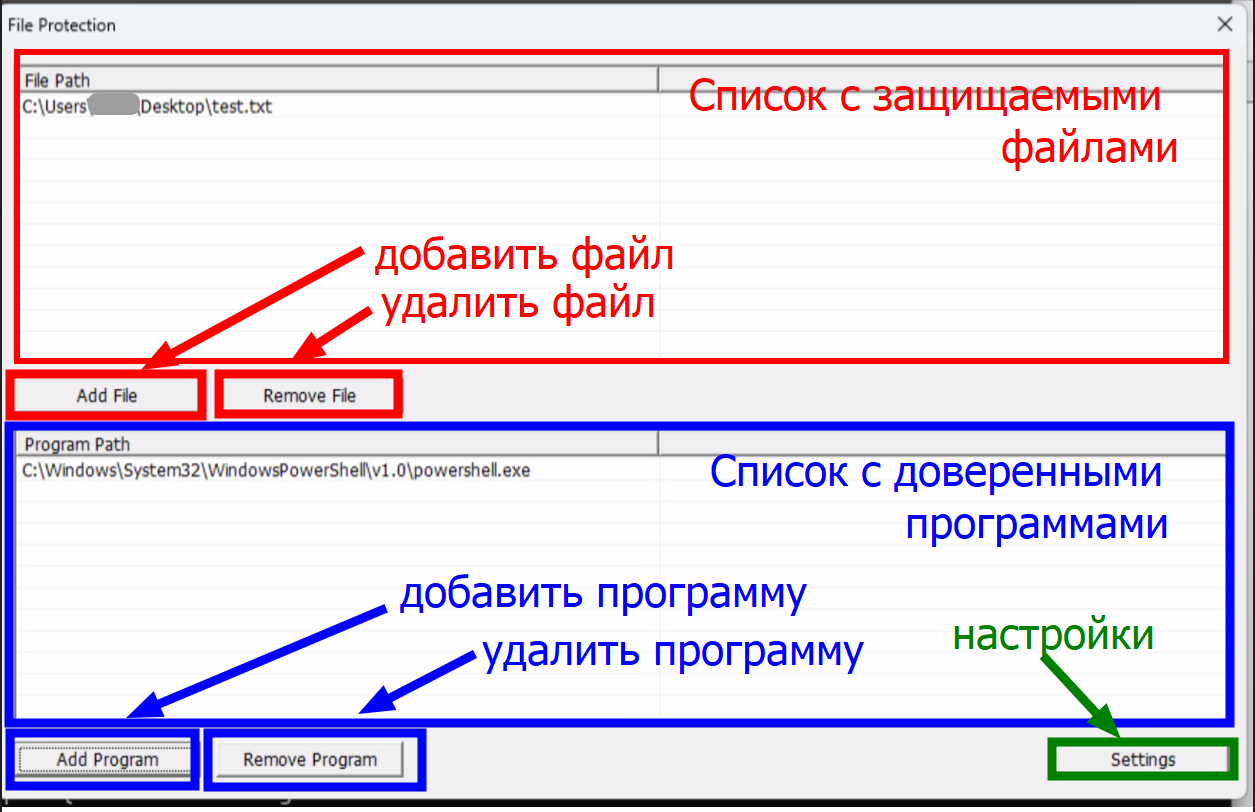 File Protection
File Path
C:\Users\
\Desktop\test.txt
Список с защищаемыми
файлами
добавить файл
удалить файл
Add File
Remove File
Program Path
C:\Windows\System32\WindowsPowerShell\v1.0\powershell.exe
Список с доверенными
программами
добавить программу
удалить программу
настройки
Add Program
Remove Program
Settings